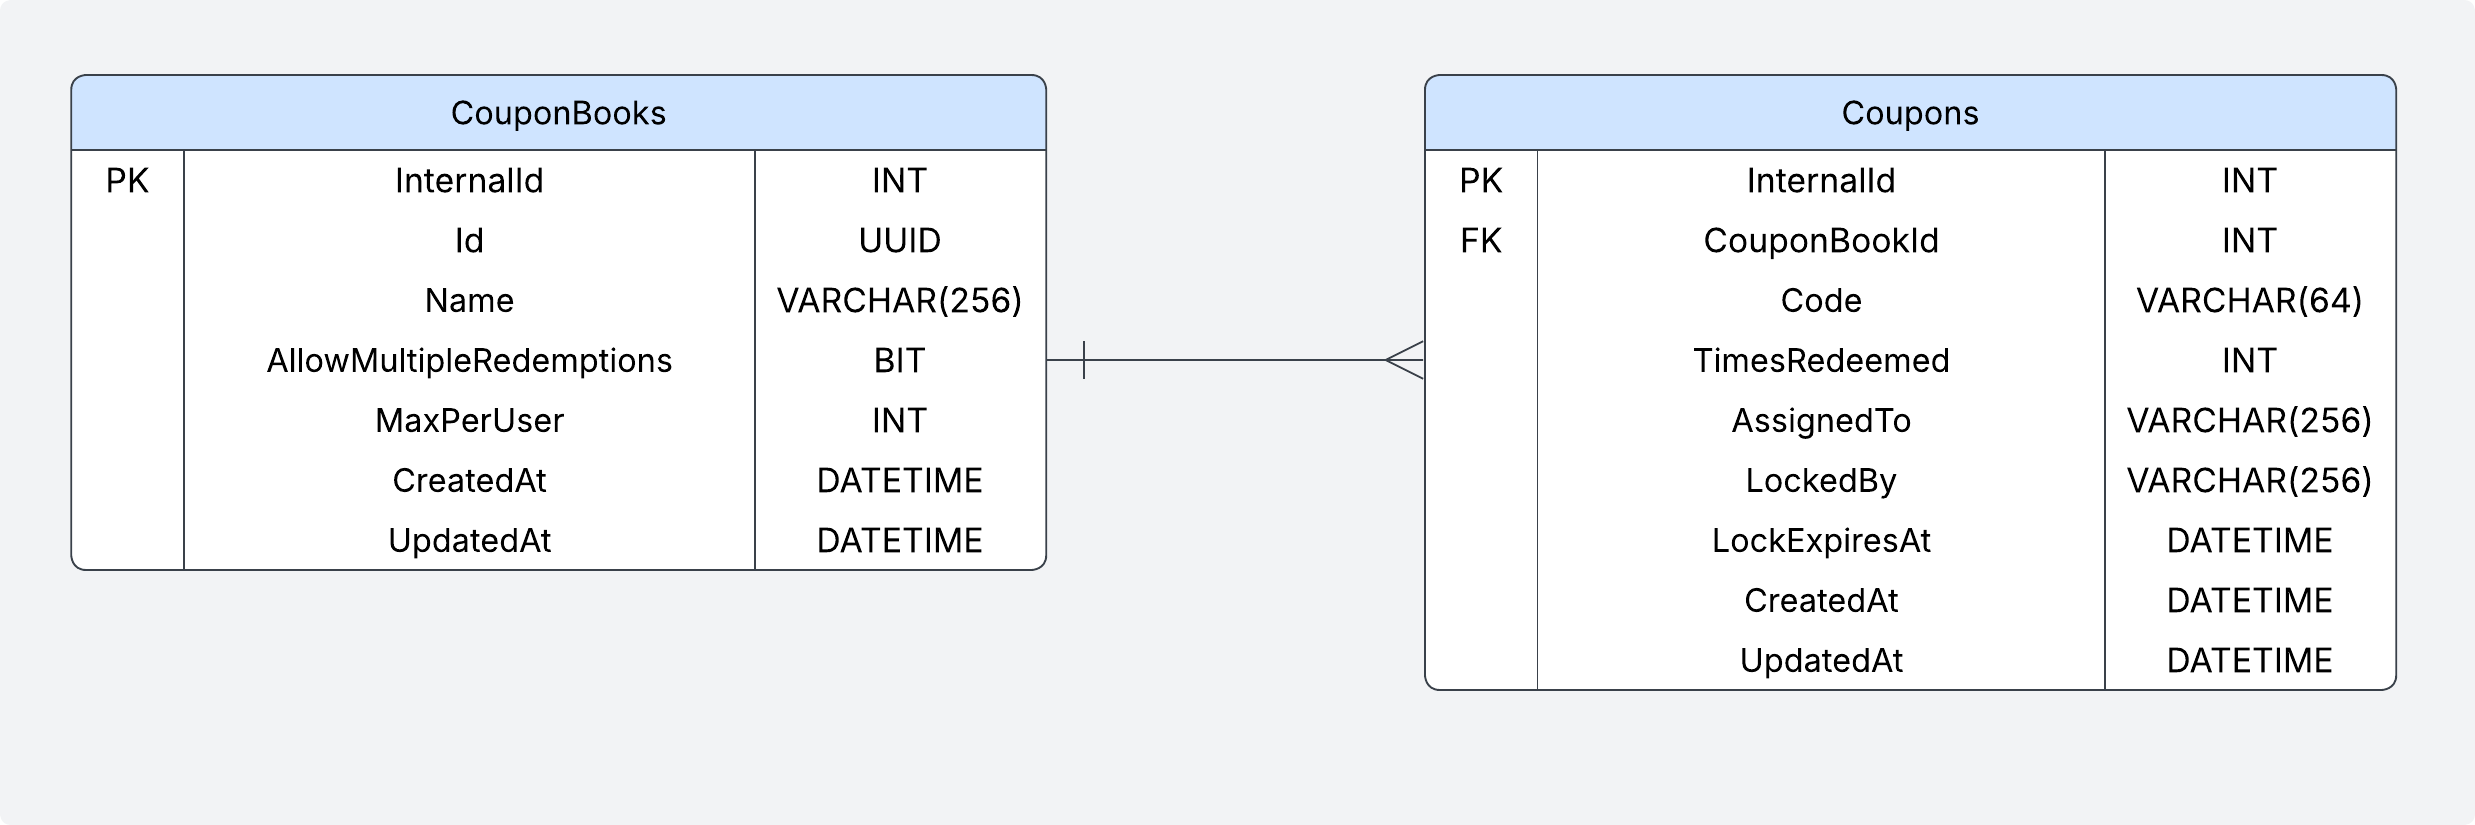 CouponBooks
PK InternalId INT
Id UUID
Name VARCHAR(256)
AllowMultipleRedemptions BIT
MaxPerUser INT
CreatedAt DATETIME
UpdatedAt DATETIME
Coupons
PK InternalId INT
FK CouponBookId INT
Code VARCHAR(64)
TimesRedeemed INT
AssignedTo VARCHAR(256)
LockedBy VARCHAR(256)
LockExpiresAt DATETIME
CreatedAt DATETIME
UpdatedAt DATETIME